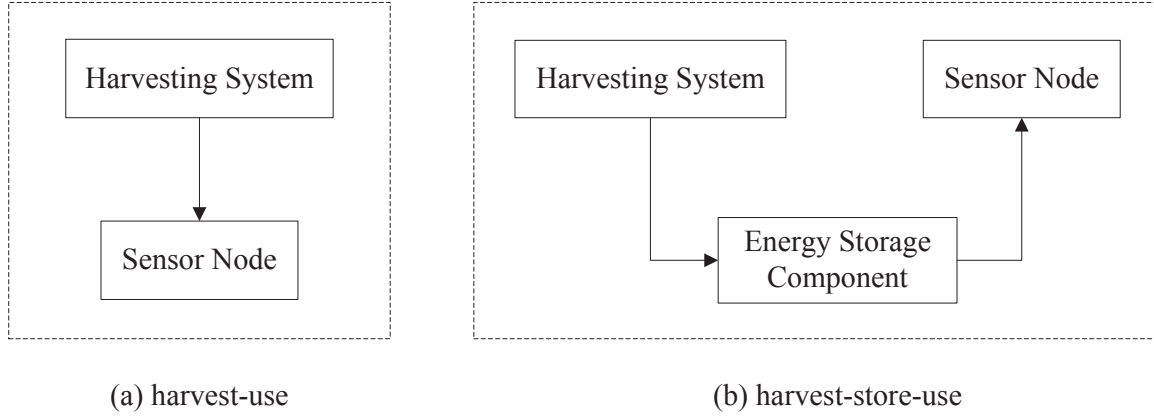 Harvesting System
Sensor Node
(a) harvest-use
Harvesting System
Sensor Node
Energy Storage
Component
(b) harvest-store-use